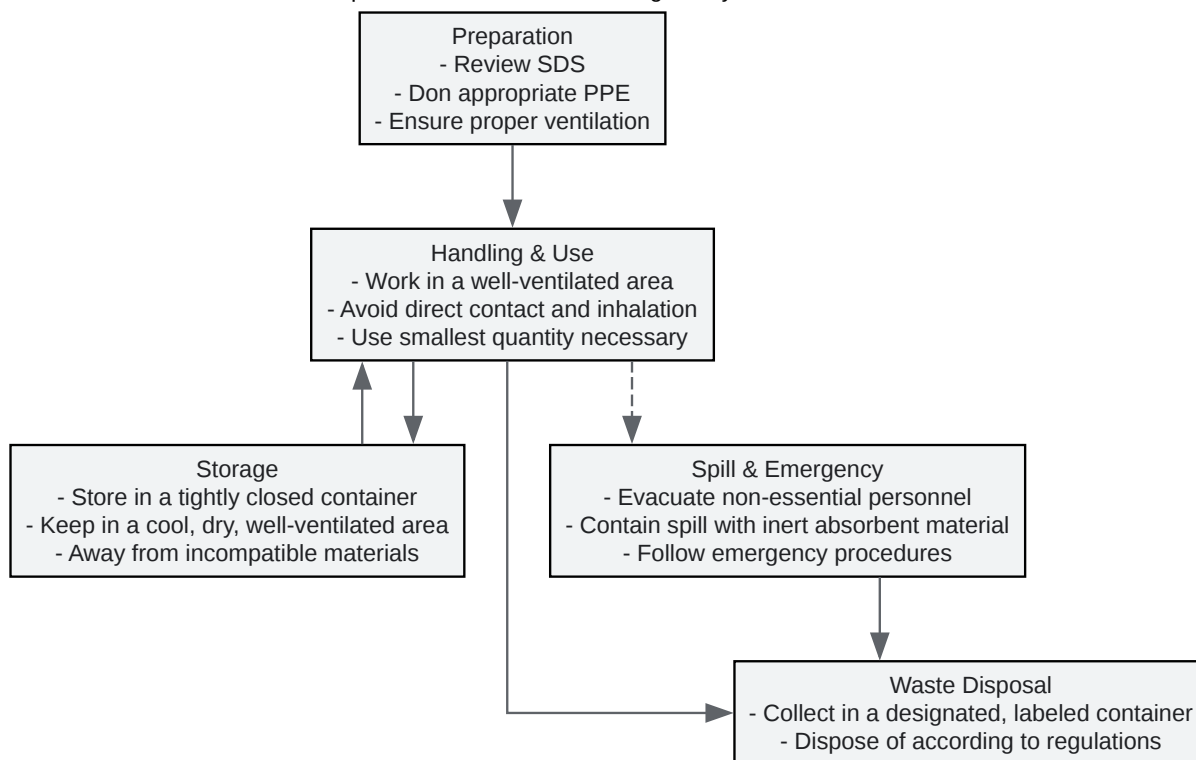 Preparation
- Review SDS
- Don appropriate PPE
- Ensure proper ventilation
Handling & Use
- Work in a well-ventilated area
- Avoid direct contact and inhalation
- Use smallest quantity necessary
Storage
- Store in a tightly closed container
- Keep in a cool, dry, well-ventilated area
- Away from incompatible materials
Spill & Emergency
- Evacuate non-essential personnel
- Contain spill with inert absorbent material
- Follow emergency procedures
Waste Disposal
- Collect in a designated, labeled container
- Dispose of according to regulations